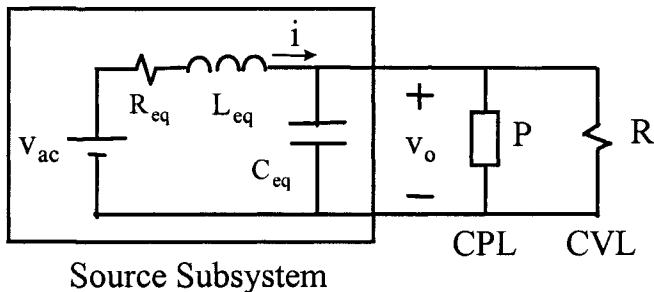 i
R_eq
L_eq
v_ac
C_eq
+
v_o
−
P
R
CPL
CVL
Source Subsystem